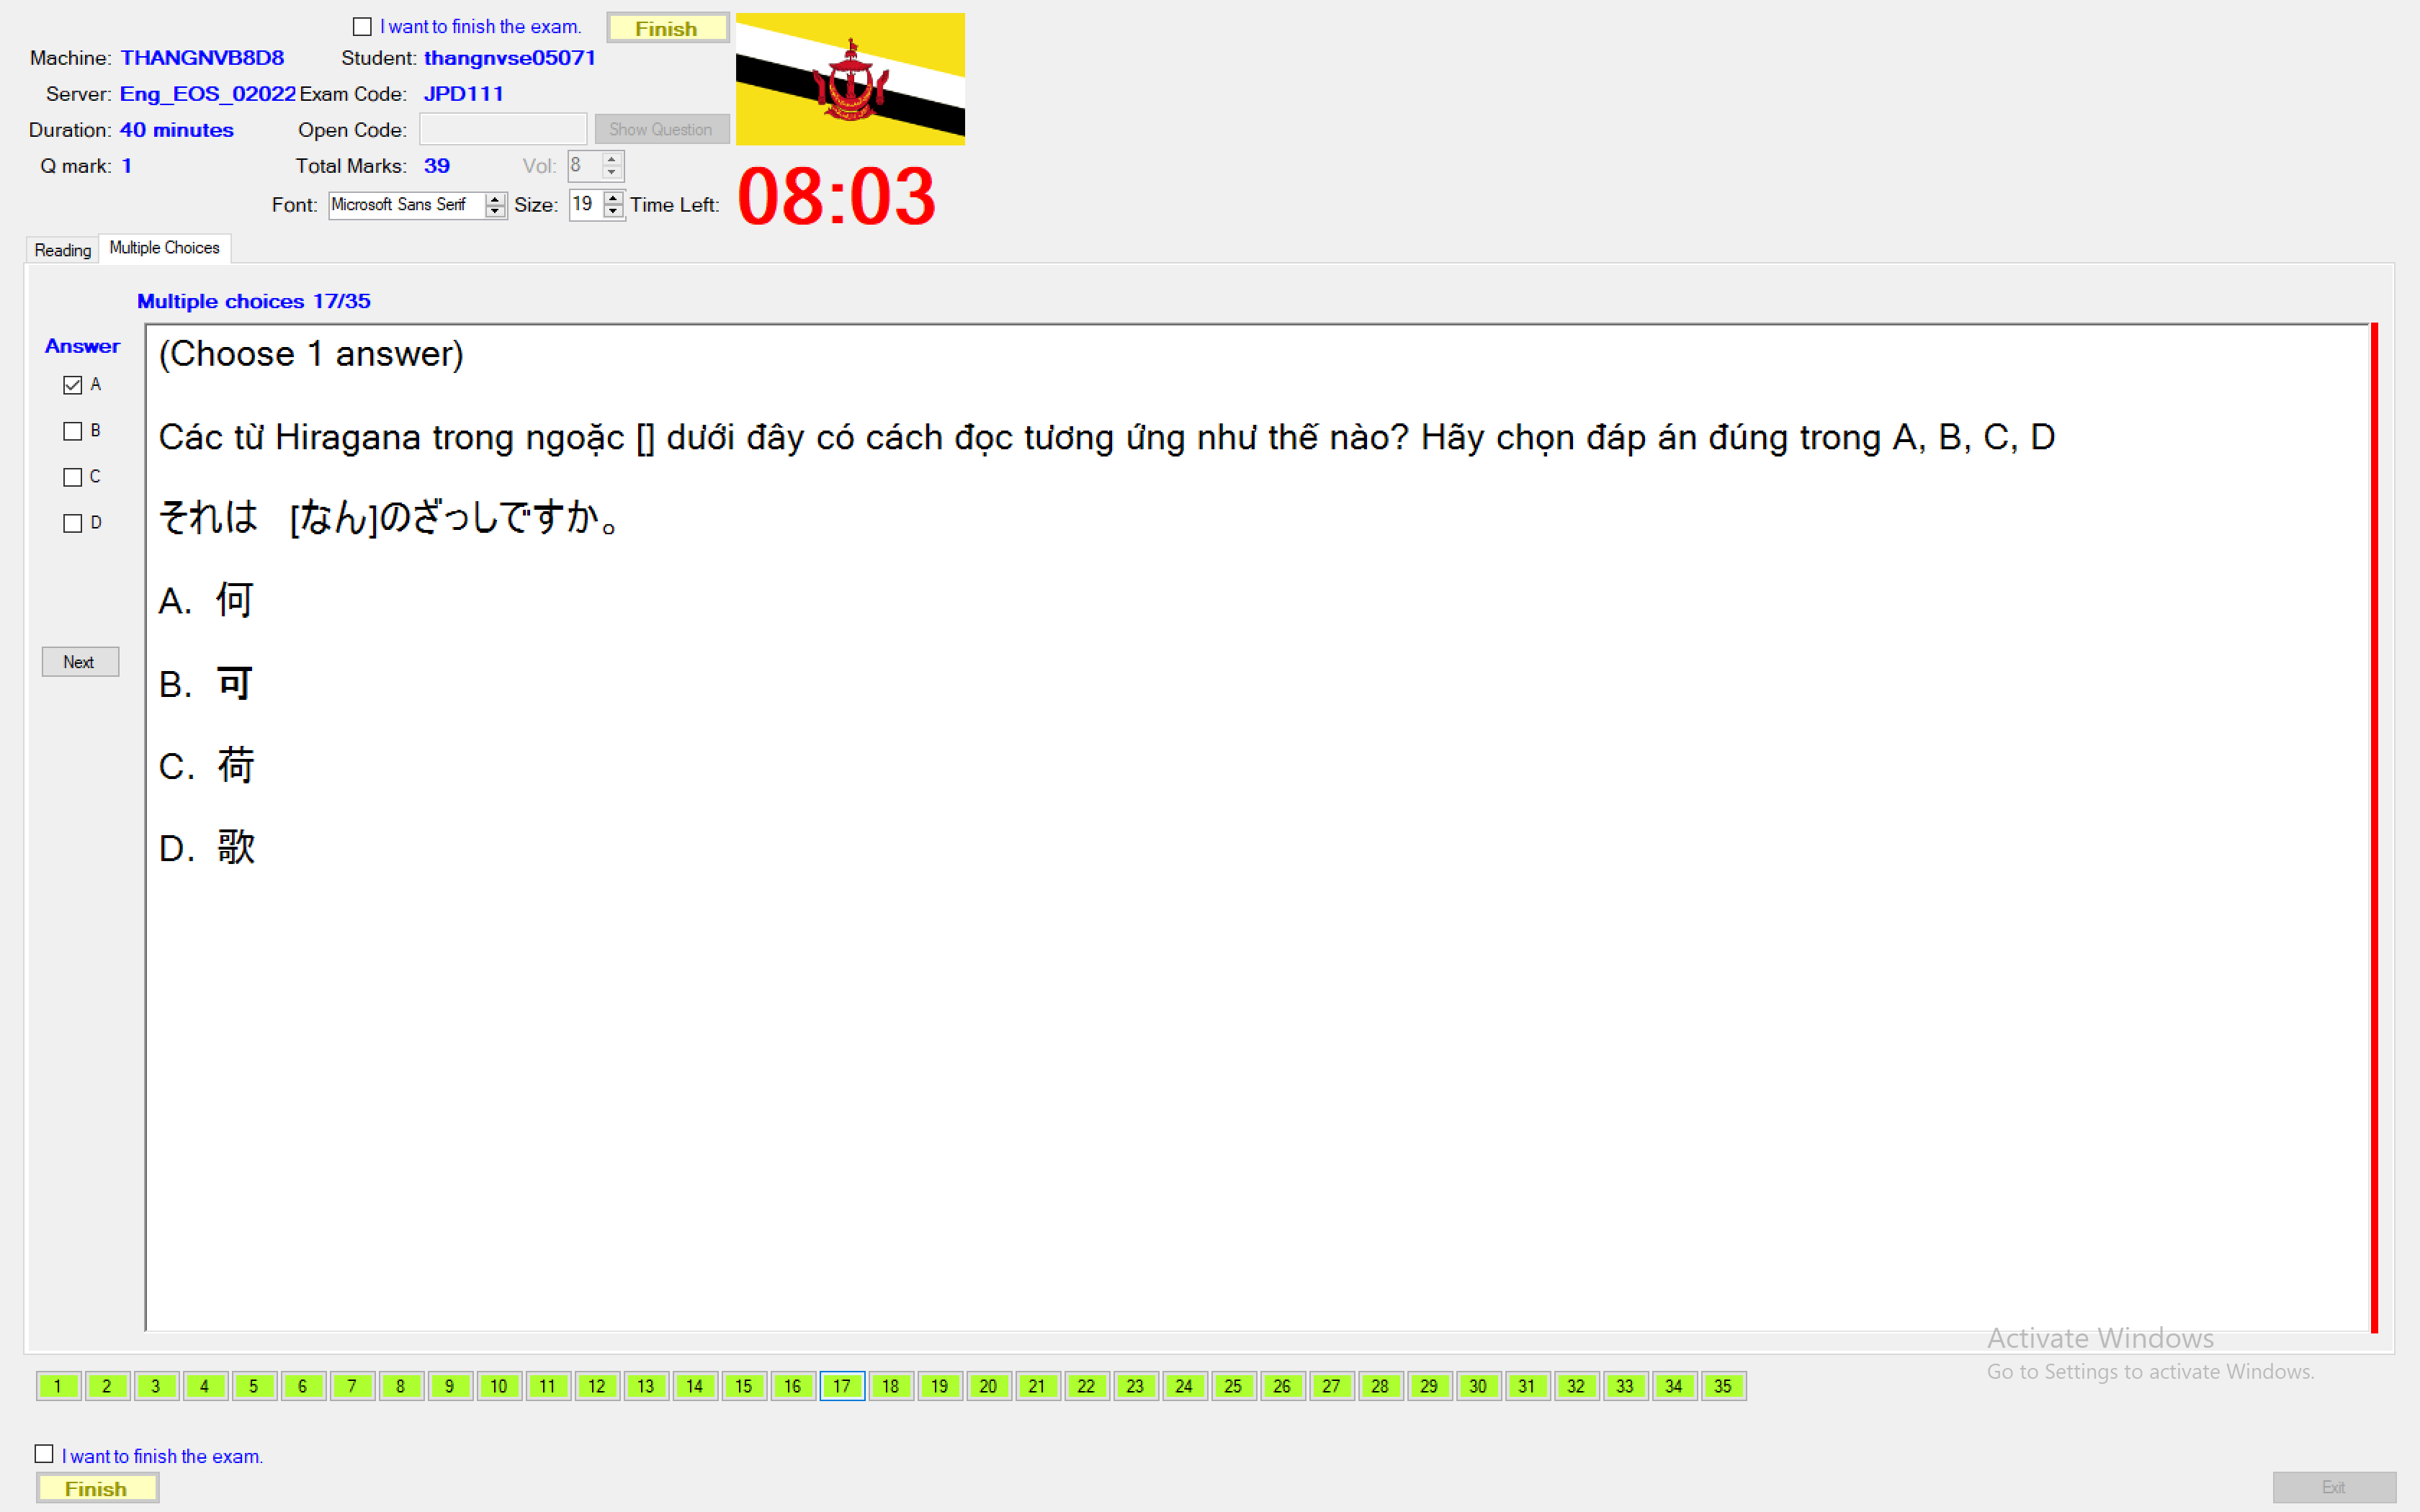 I want to finish the exam.
Finish
Machine: THANGNVB8D8 Student: thangnvse05071
Server: Eng_EOS_02022 Exam Code: JPD111
Duration: 40 minutes Open Code: Show Question
Q mark: 1 Total Marks: 39 Vol: 8
Font: Microsoft Sans Serif Size: 19 Time Left: 08:03
Reading Multiple Choices
Multiple choices 17/35
Answer
A
B
C
D
Next
(Choose 1 answer)
Các từ Hiragana trong ngoặc [] dưới đây có cách đọc tương ứng như thế nào? Hãy chọn đáp án đúng trong A, B, C, D
それは [なん]のざっしですか。
A. 何
B. 可
C. 荷
D. 歌
Activate Windows
Go to Settings to activate Windows.
1 2 3 4 5 6 7 8 9 10 11 12 13 14 15 16 17 18 19 20 21 22 23 24 25 26 27 28 29 30 31 32 33 34 35
I want to finish the exam.
Finish
Exit